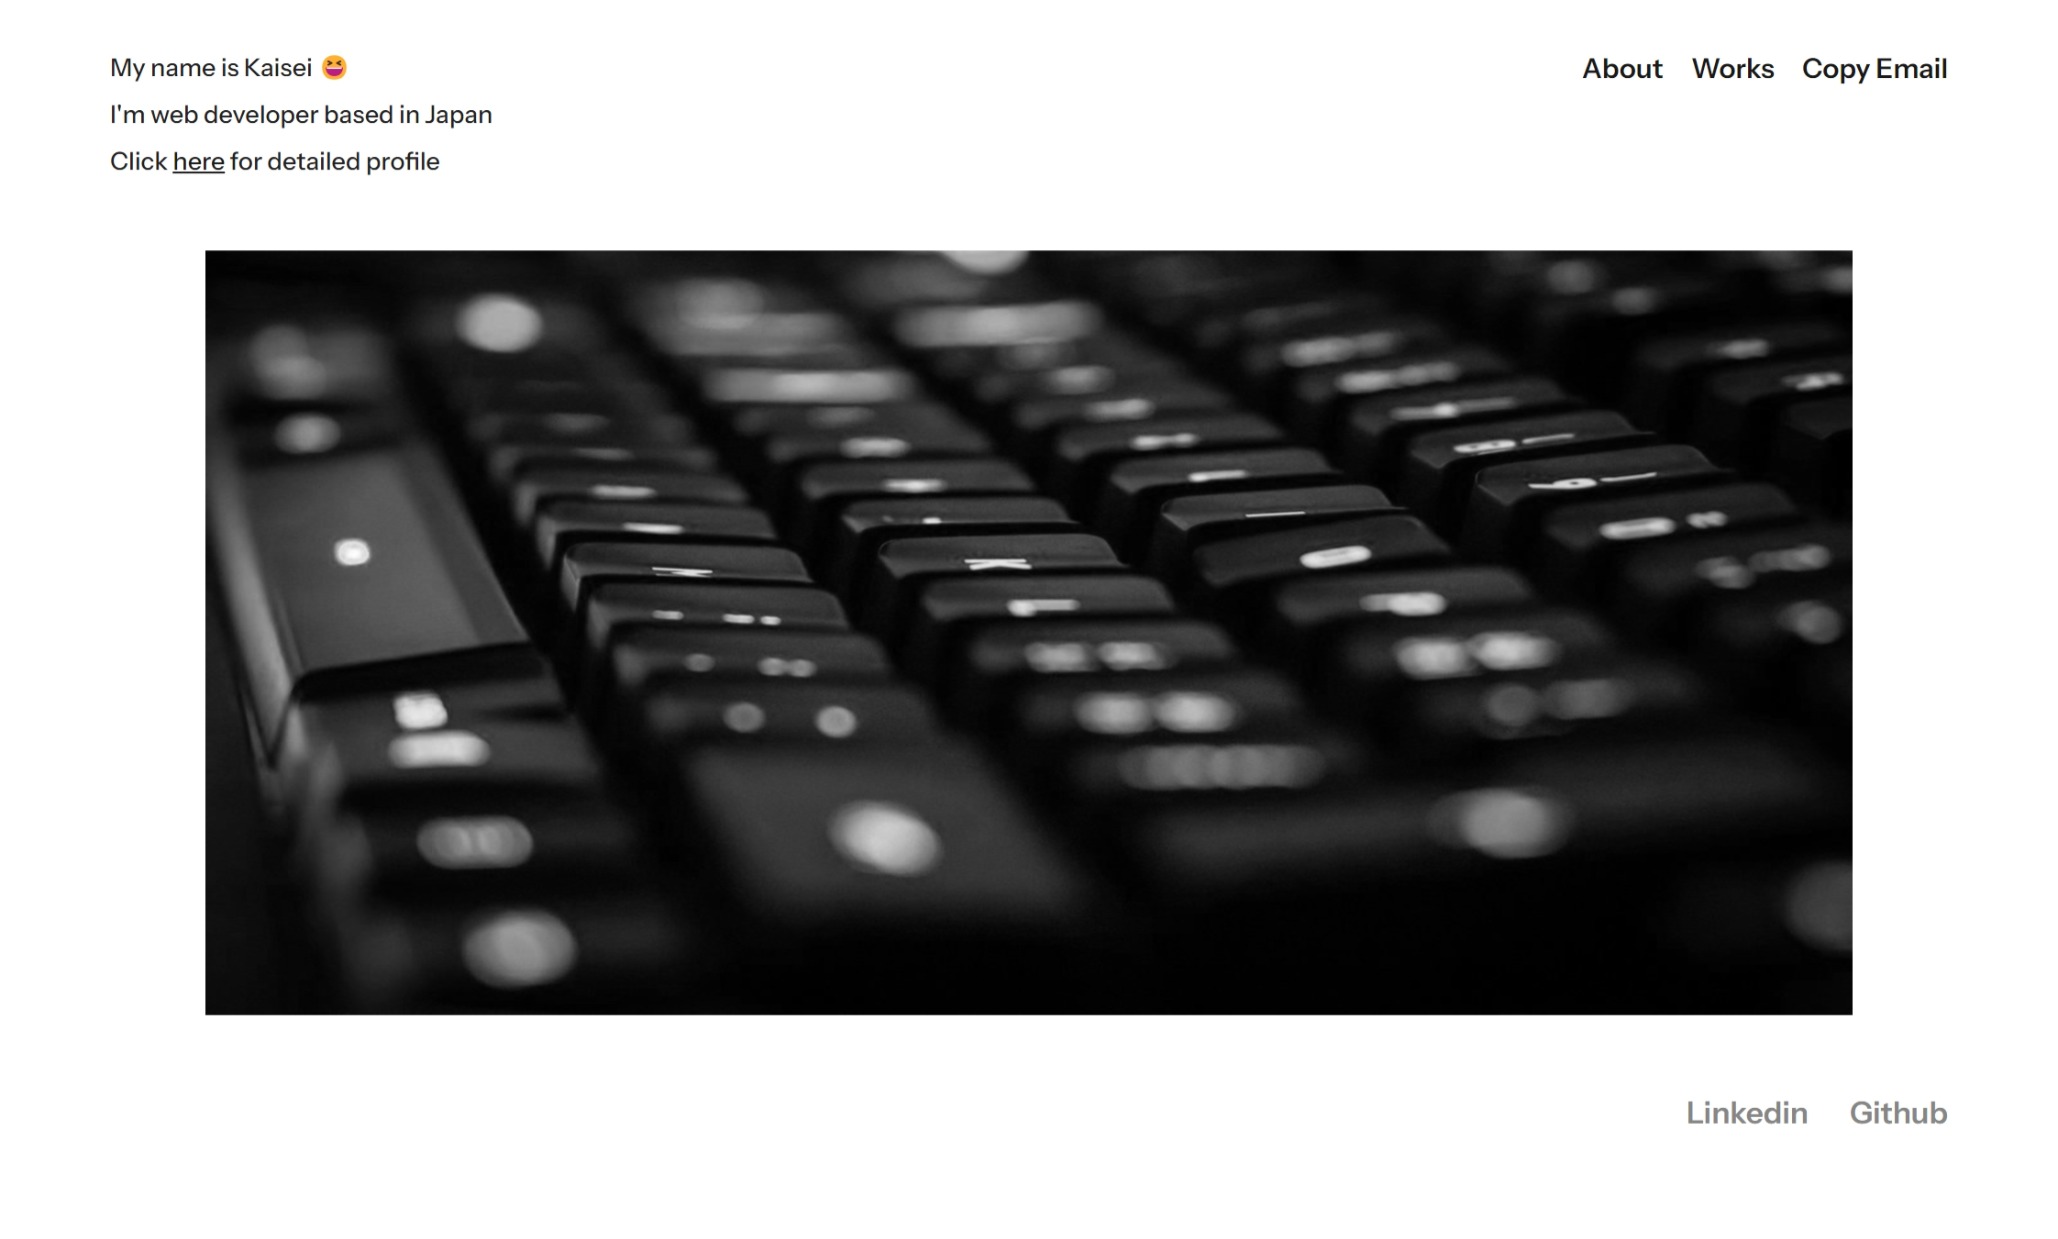 My name is Kaisei 😆
I'm web developer based in Japan
Click here for detailed profile
About Works Copy Email
M
K
Linkedin Github